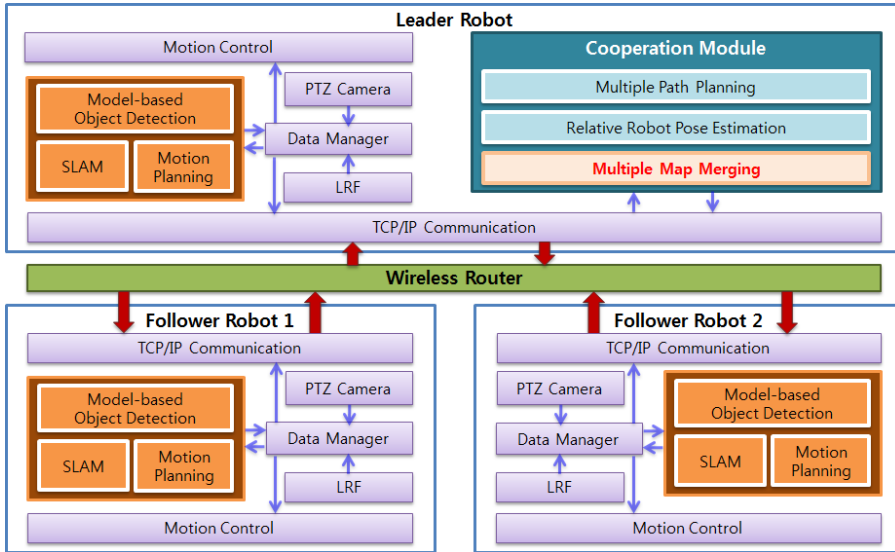 Leader Robot
Motion Control
Cooperation Module
PTZ Camera
Multiple Path Planning
Model-based
Object Detection
Relative Robot Pose Estimation
Data Manager
SLAM
Motion
Planning
Multiple Map Merging
LRF
TCP/IP Communication
Wireless Router
Follower Robot 1
TCP/IP Communication
Model-based
Object Detection
PTZ Camera
Data Manager
SLAM
Motion
Planning
LRF
Motion Control
Follower Robot 2
TCP/IP Communication
PTZ Camera
Model-based
Object Detection
Data Manager
SLAM
Motion
Planning
LRF
Motion Control